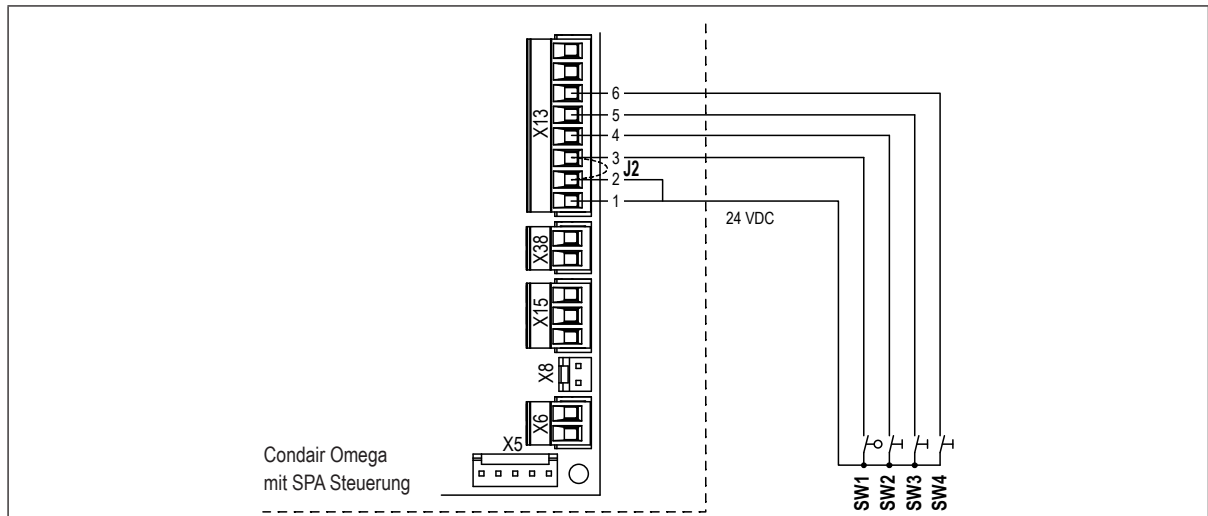 X13
6
5
4
3
J2
2
1
24 VDC
X38
X15
X8
X6
X5
Condair Omega
mit SPA Steuerung
SW1
SW2
SW3
SW4